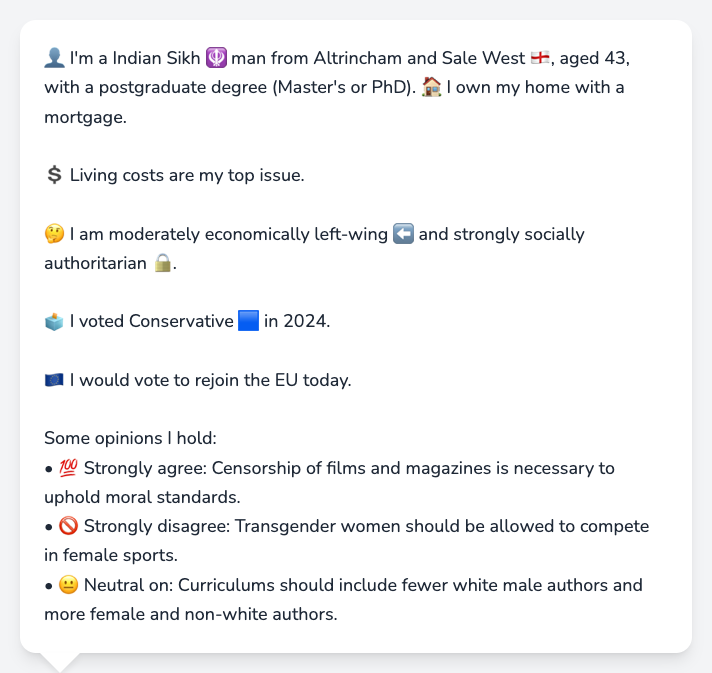 👤 I'm a Indian Sikh 🪯 man from Altrincham and Sale West 🏴󠁧󠁢󠁥󠁮󠁧󠁿, aged 43,
with a postgraduate degree (Master's or PhD). 🏠 I own my home with a
mortgage.
💲 Living costs are my top issue.
🤔 I am moderately economically left-wing ⬅️ and strongly socially
authoritarian 🔒.
🗳️ I voted Conservative 🟦 in 2024.
🇪🇺 I would vote to rejoin the EU today.
Some opinions I hold:
• 💯 Strongly agree: Censorship of films and magazines is necessary to
uphold moral standards.
• 🚫 Strongly disagree: Transgender women should be allowed to compete
in female sports.
• 😐 Neutral on: Curriculums should include fewer white male authors and
more female and non-white authors.